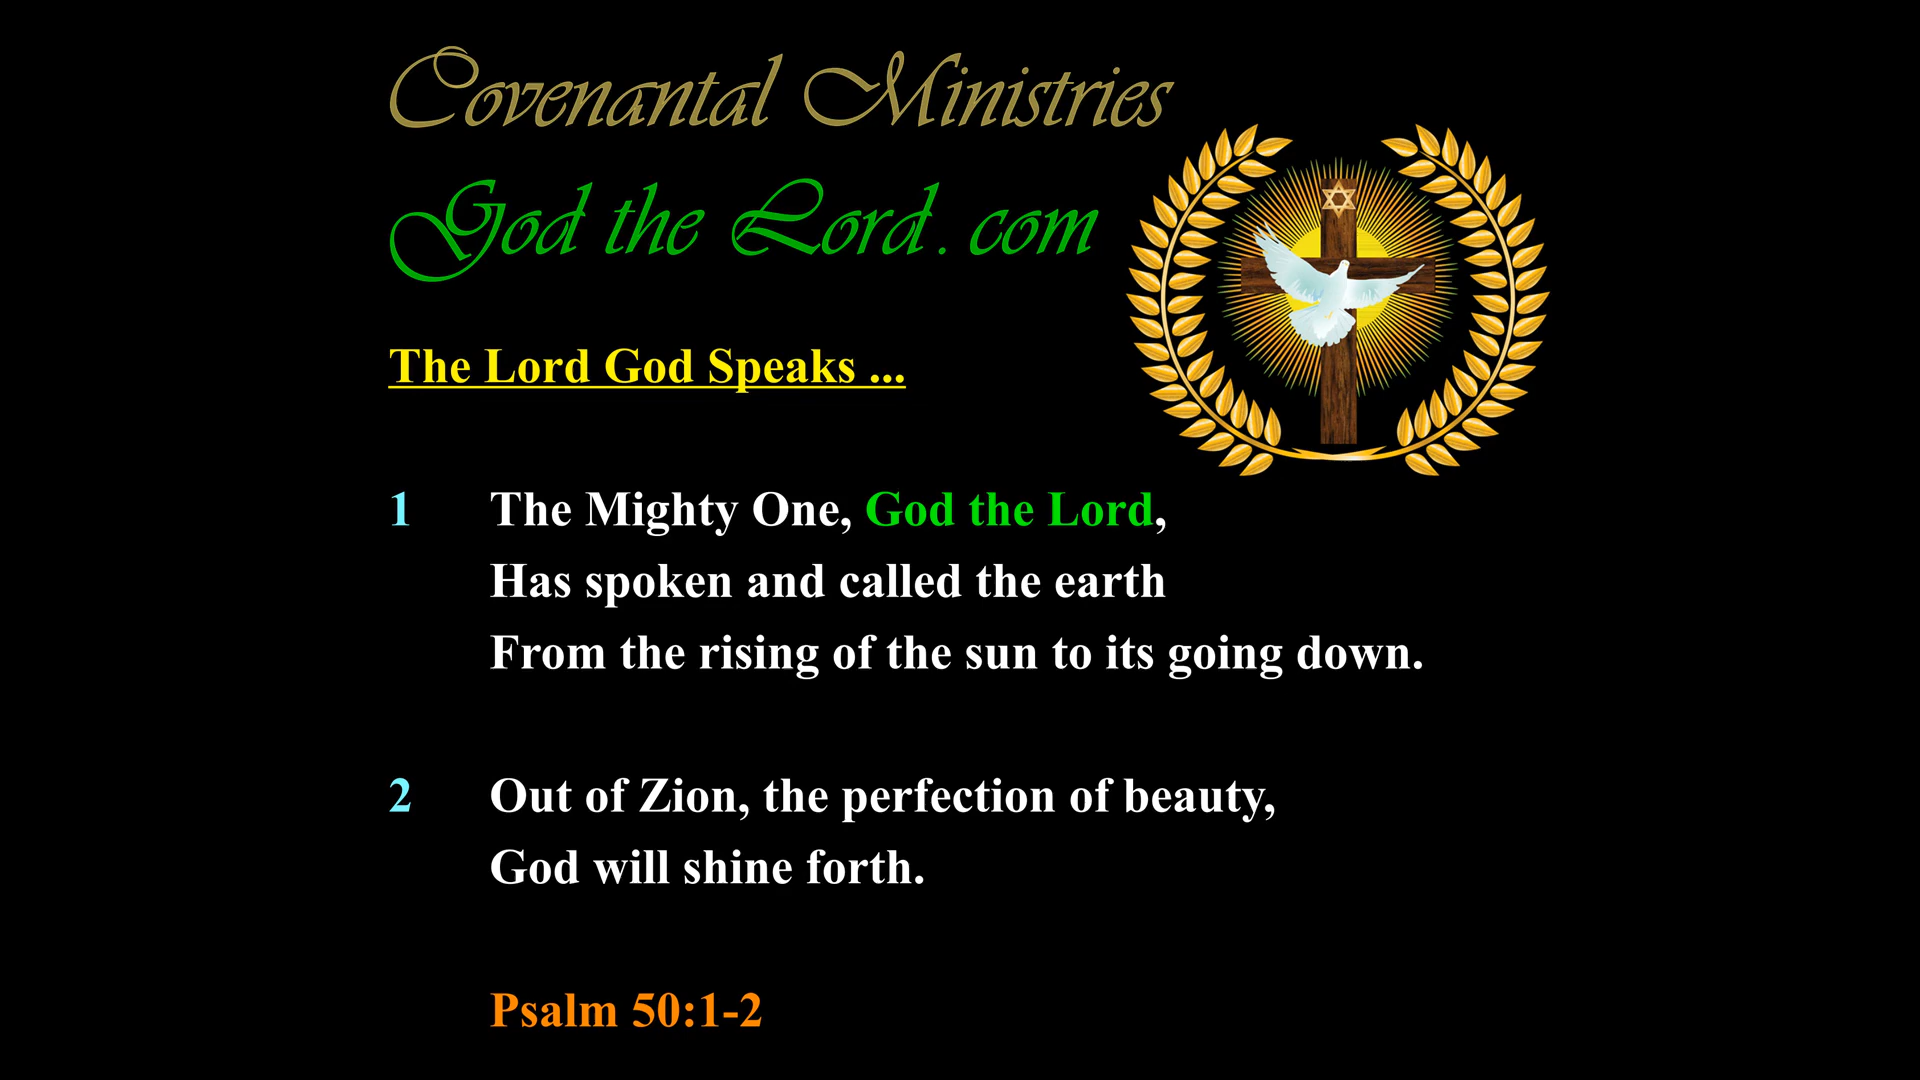 Covenantal Ministries
God the Lord.com
The Lord God Speaks ...
1 The Mighty One, God the Lord,
Has spoken and called the earth
From the rising of the sun to its going down.
2 Out of Zion, the perfection of beauty,
God will shine forth.
Psalm 50:1-2